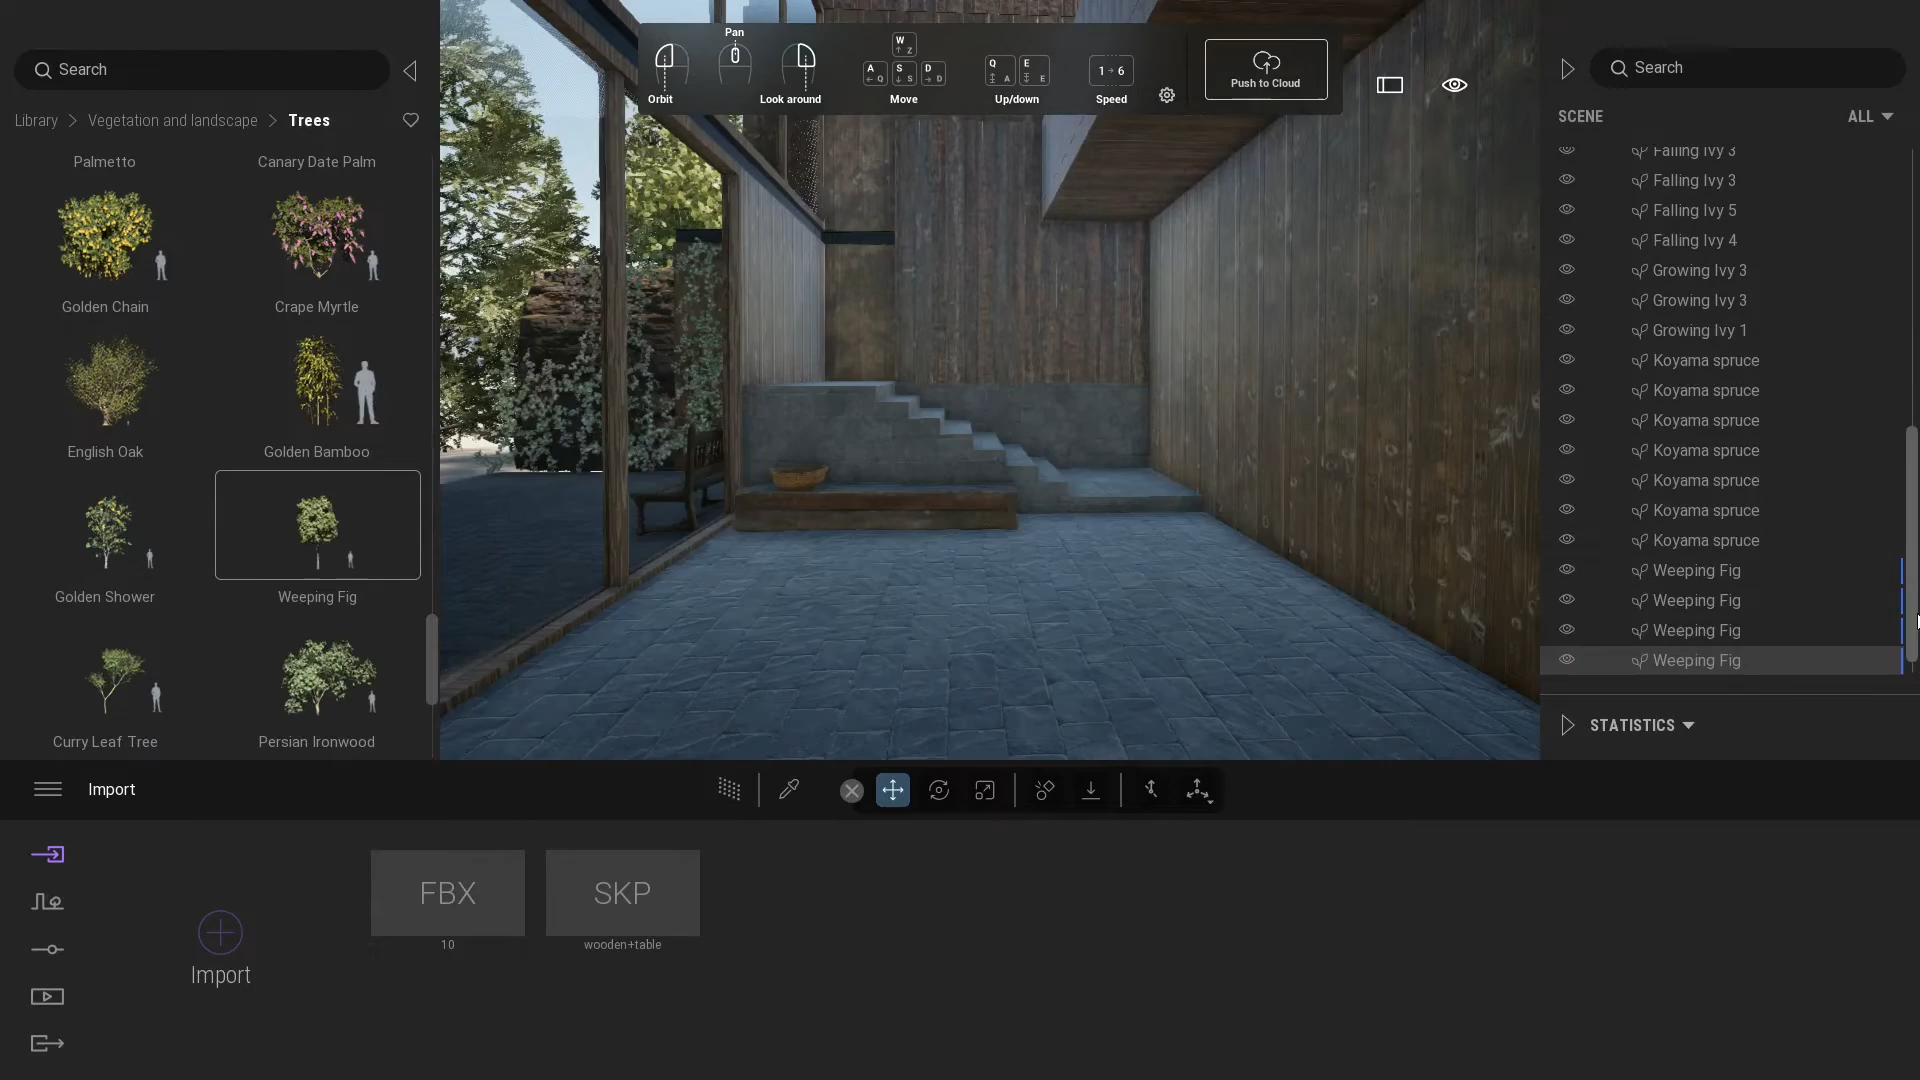 Search
Library > Vegetation and landscape > Trees
Palmetto
Canary Date Palm
Golden Chain
Crape Myrtle
English Oak
Golden Bamboo
Golden Shower
Weeping Fig
Curry Leaf Tree
Persian Ironwood
Pan
Orbit
Look around
W
Z
A
Q
S
S
D
D
Move
Q
A
E
E
Up/down
1 6
Speed
Push to Cloud
Search
SCENE
ALL
Falling Ivy 3
Falling Ivy 3
Falling Ivy 5
Falling Ivy 4
Growing Ivy 3
Growing Ivy 3
Growing Ivy 1
Koyama spruce
Koyama spruce
Koyama spruce
Koyama spruce
Koyama spruce
Koyama spruce
Koyama spruce
Weeping Fig
Weeping Fig
Weeping Fig
Weeping Fig
STATISTICS
Import
Import
FBX
10
SKP
wooden+table